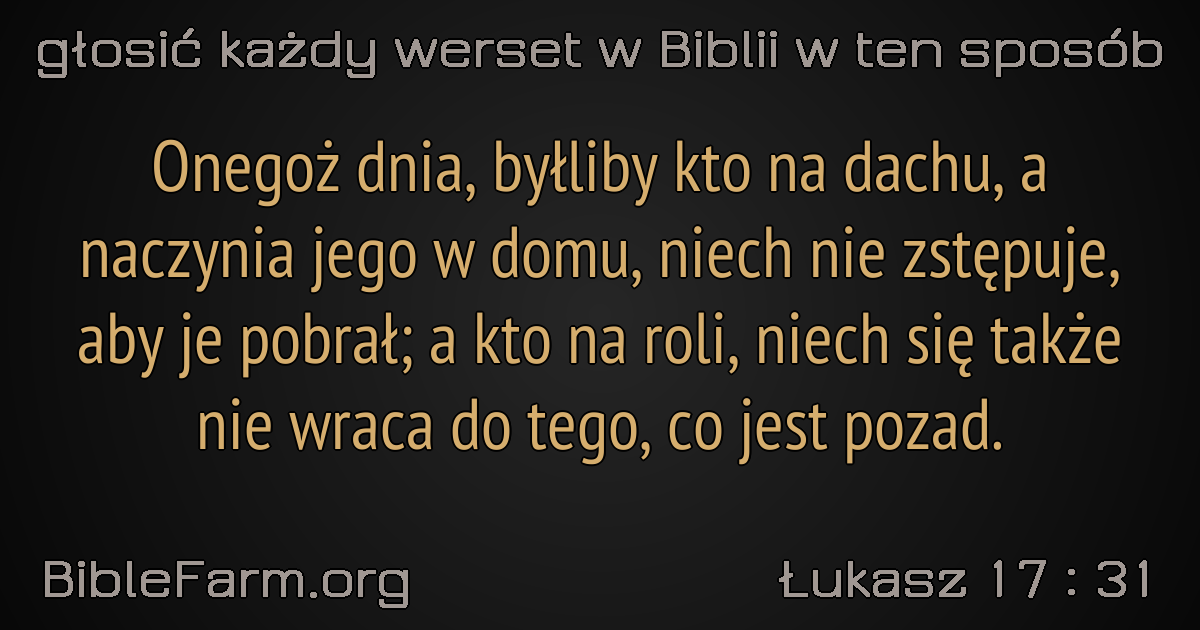 głosić każdy werset w Biblii w ten sposób
Onegoż dnia, byłliby kto na dachu, a
naczynia jego w domu, niech nie zstępuje,
aby je pobrał; a kto na roli, niech się także
nie wraca do tego, co jest pozad.
BibleFarm.org
Łukasz 17 : 31